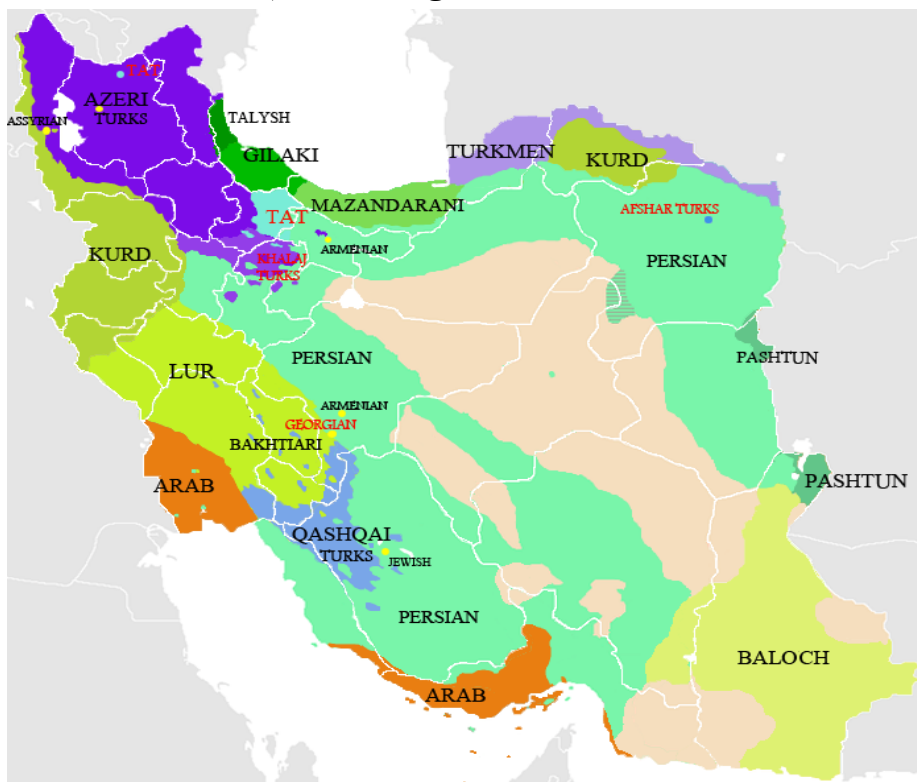 TAT
AZERI
TURKS
ASSYRIAN
TALYSH
GILAKI
TURKMEN
KURD
MAZANDARANI
TAT
AFSHAR TURKS
ARMENIAN
KURD
KHALAJ
TURKS
PERSIAN
PERSIAN
PASHTUN
LUR
ARMENIAN
GEORGIAN
BAKHTIARI
ARAB
PASHTUN
QASHQAI
TURKS
JEWISH
PERSIAN
BALOCH
ARAB